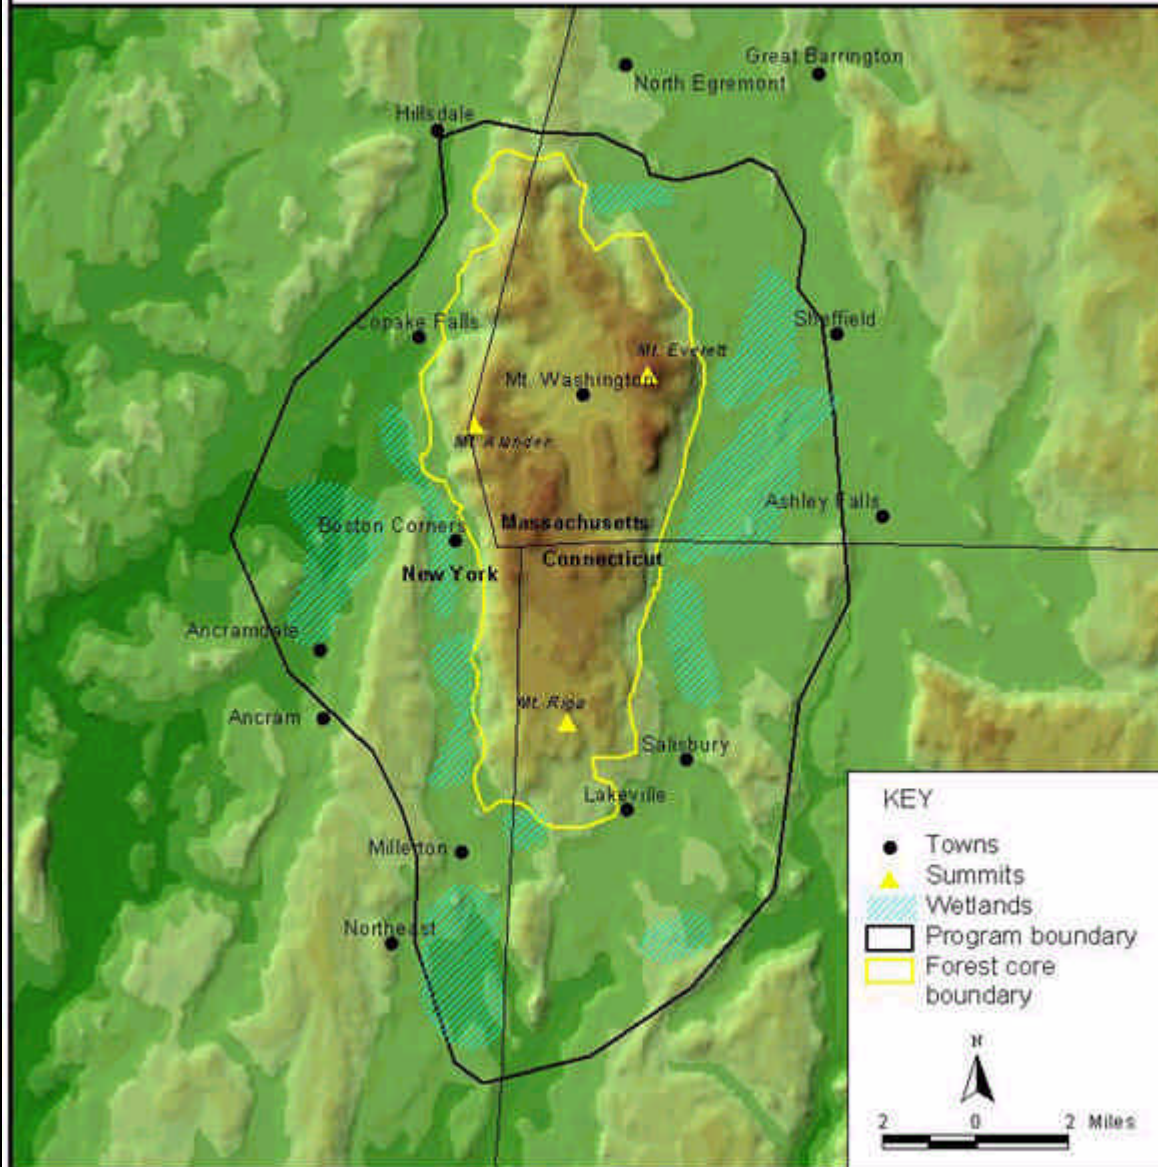 Great Barrington
North Egremont
Hillsdale
Copake Falls
Sheffield
Mt. Everett
Mt. Washington
Mt. Alander
Ashley Falls
Boston Corners
Massachusetts
Connecticut
New York
Ancramdale
Mt. Riga
Ancram
Salisbury
Lakeville
Millerton
Northeast
KEY
Towns
Summits
Wetlands
Program boundary
Forest core
boundary
N
2 0 2 Miles